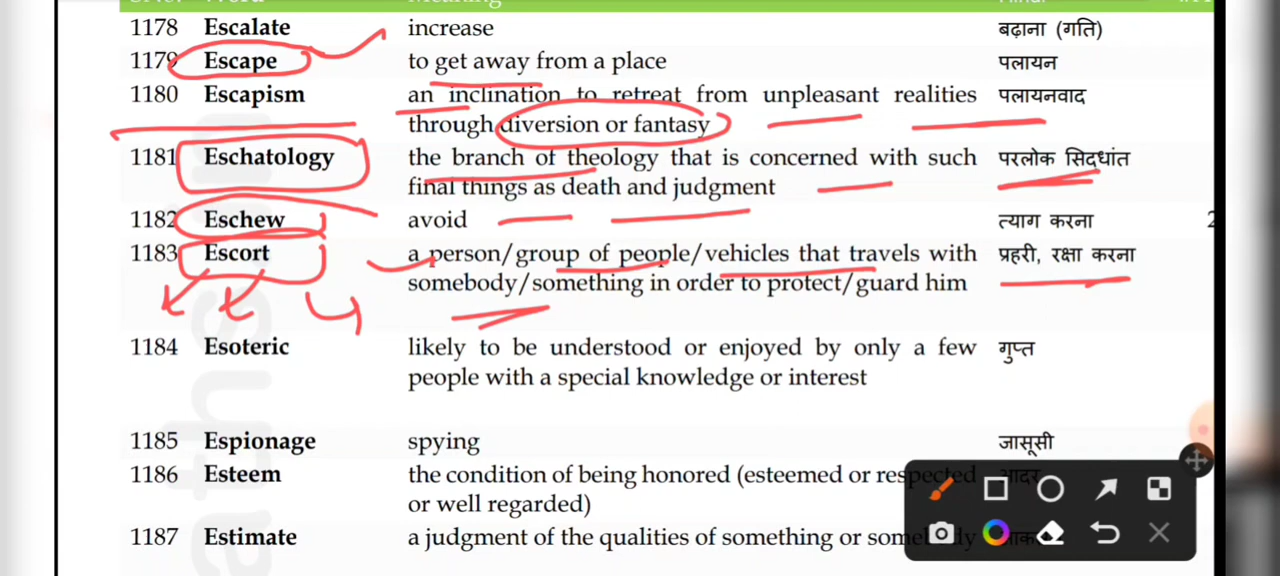 1178 Escalate increase बढ़ाना (गति)
1179 Escape to get away from a place पलायन
1180 Escapism an inclination to retreat from unpleasant realities पलायनवाद
through diversion or fantasy
1181 Eschatology the branch of theology that is concerned with such परलोक सिद्धांत
final things as death and judgment
1182 Eschew avoid त्याग करना 2
1183 Escort a person/group of people/vehicles that travels with प्रहरी, रक्षा करना
somebody/something in order to protect/guard him
1184 Esoteric likely to be understood or enjoyed by only a few गुप्त
people with a special knowledge or interest
1185 Espionage spying जासूसी
1186 Esteem the condition of being honored (esteemed or respected आदर
or well regarded)
1187 Estimate a judgment of the qualities of something or somebody